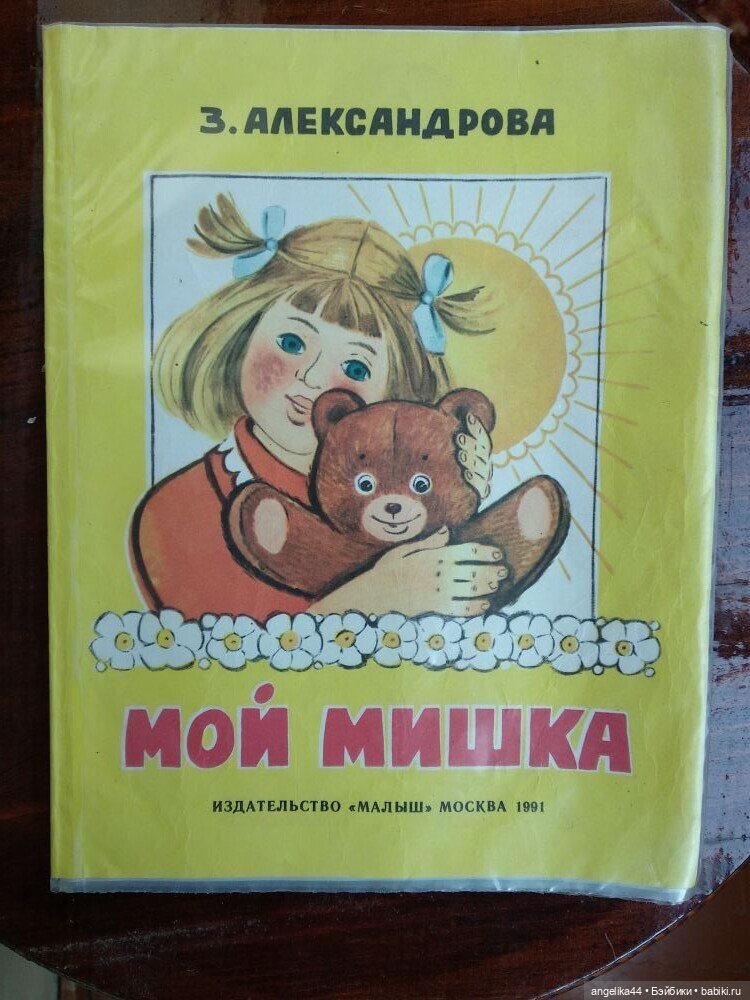 З. АЛЕКСАНДРОВА
МОЙ МИШКА
ИЗДАТЕЛЬСТВО «МАЛЫШ» МОСКВА 1991
angelika44 • Бэйбики • babiki.ru